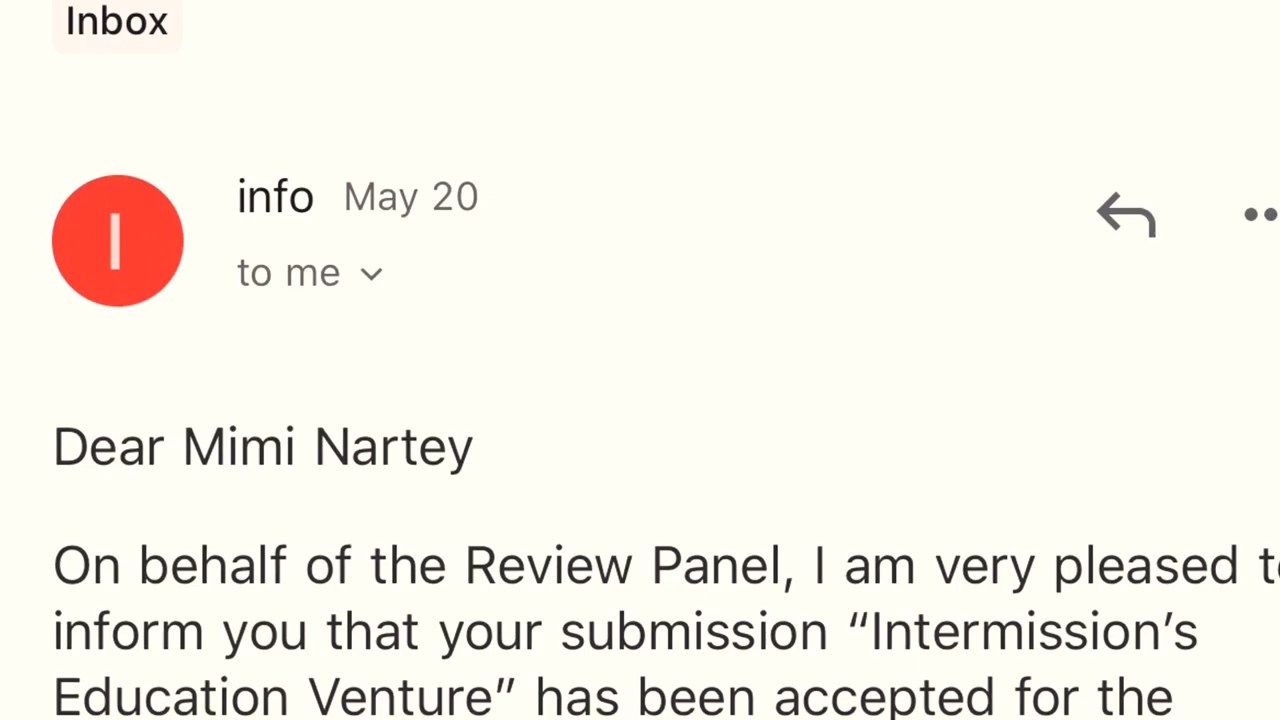 Inbox
I
info May 20
to me
Dear Mimi Nartey
On behalf of the Review Panel, I am very pleased
inform you that your submission “Intermission’s
Education Venture” has been accepted for the